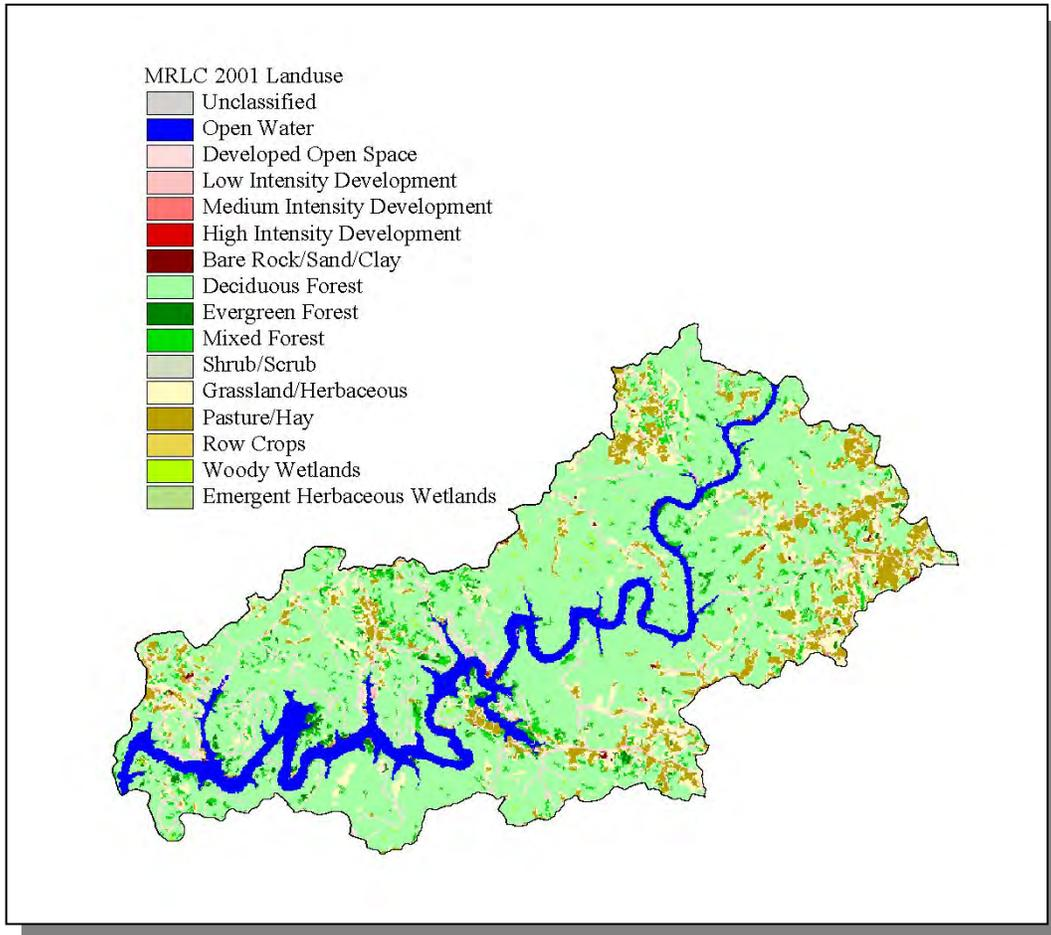 MRLC 2001 Landuse
Unclassified
Open Water
Developed Open Space
Low Intensity Development
Medium Intensity Development
High Intensity Development
Bare Rock/Sand/Clay
Deciduous Forest
Evergreen Forest
Mixed Forest
Shrub/Scrub
Grassland/Herbaceous
Pasture/Hay
Row Crops
Woody Wetlands
Emergent Herbaceous Wetlands